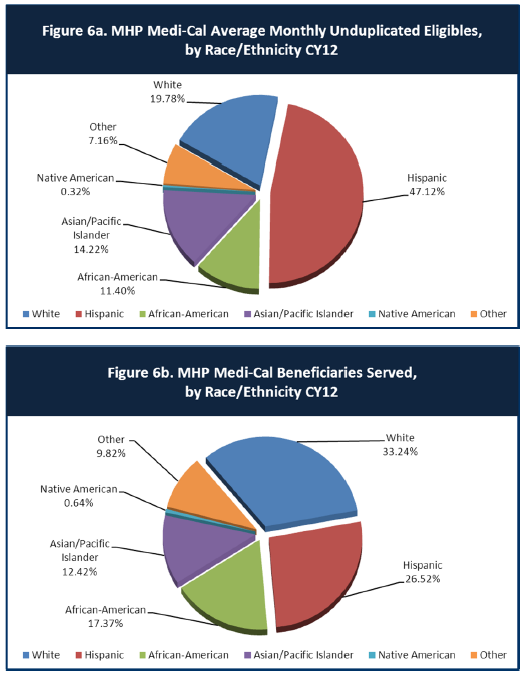 Figure 6a. MHP Medi-Cal Average Monthly Unduplicated Eligibles,
by Race/Ethnicity CY12
White
19.78%
Other
7.16%
Native American
0.32%
Hispanic
47.12%
Asian/Pacific
Islander
14.22%
African-American
11.40%
White Hispanic African-American Asian/Pacific Islander Native American Other
Figure 6b. MHP Medi-Cal Beneficiaries Served,
by Race/Ethnicity CY12
Other
9.82%
White
33.24%
Native American
0.64%
Asian/Pacific
Islander
12.42%
Hispanic
26.52%
African-American
17.37%
White Hispanic African-American Asian/Pacific Islander Native American Other